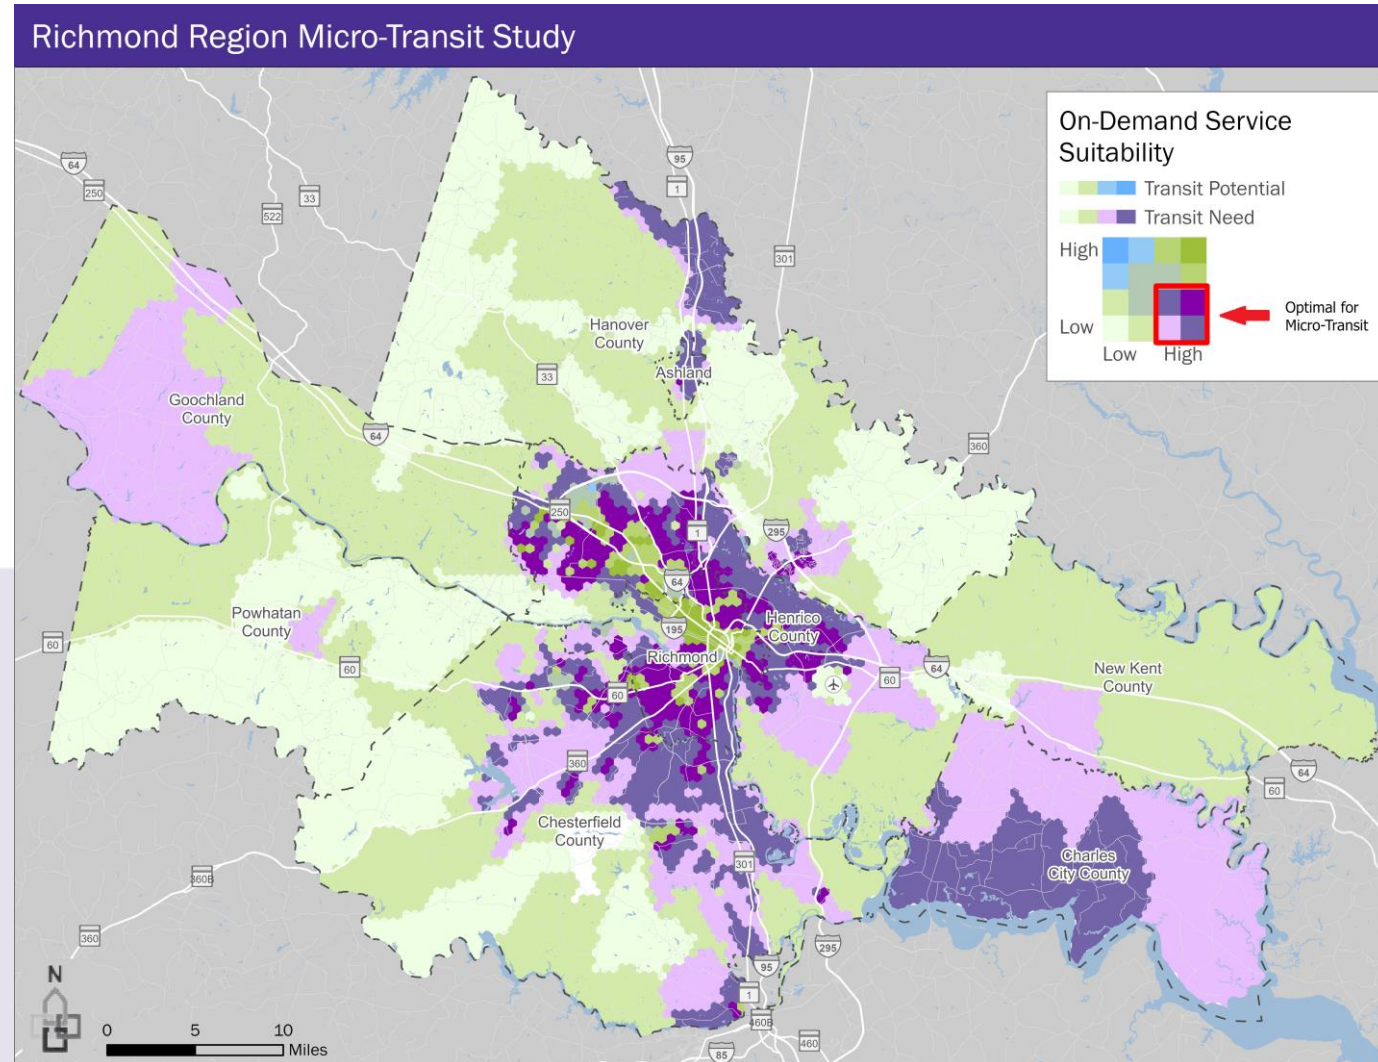 Richmond Region Micro-Transit Study
On-Demand Service
Suitability
Transit Potential
Transit Need
High
Low
Low High
Optimal for
Micro-Transit
64
250
33
522
95
1
301
Hanover
County
33
Ashland
Goochland
County
64
360
250
1
295
64
Powhatan
County
Henrico
County
195
Richmond
60
60
60
60
64
New Kent
County
360
64
60
Chesterfield
County
301
Charles
City County
360B
360
295
95
1
460B
460
85
N
0 5 10
Miles